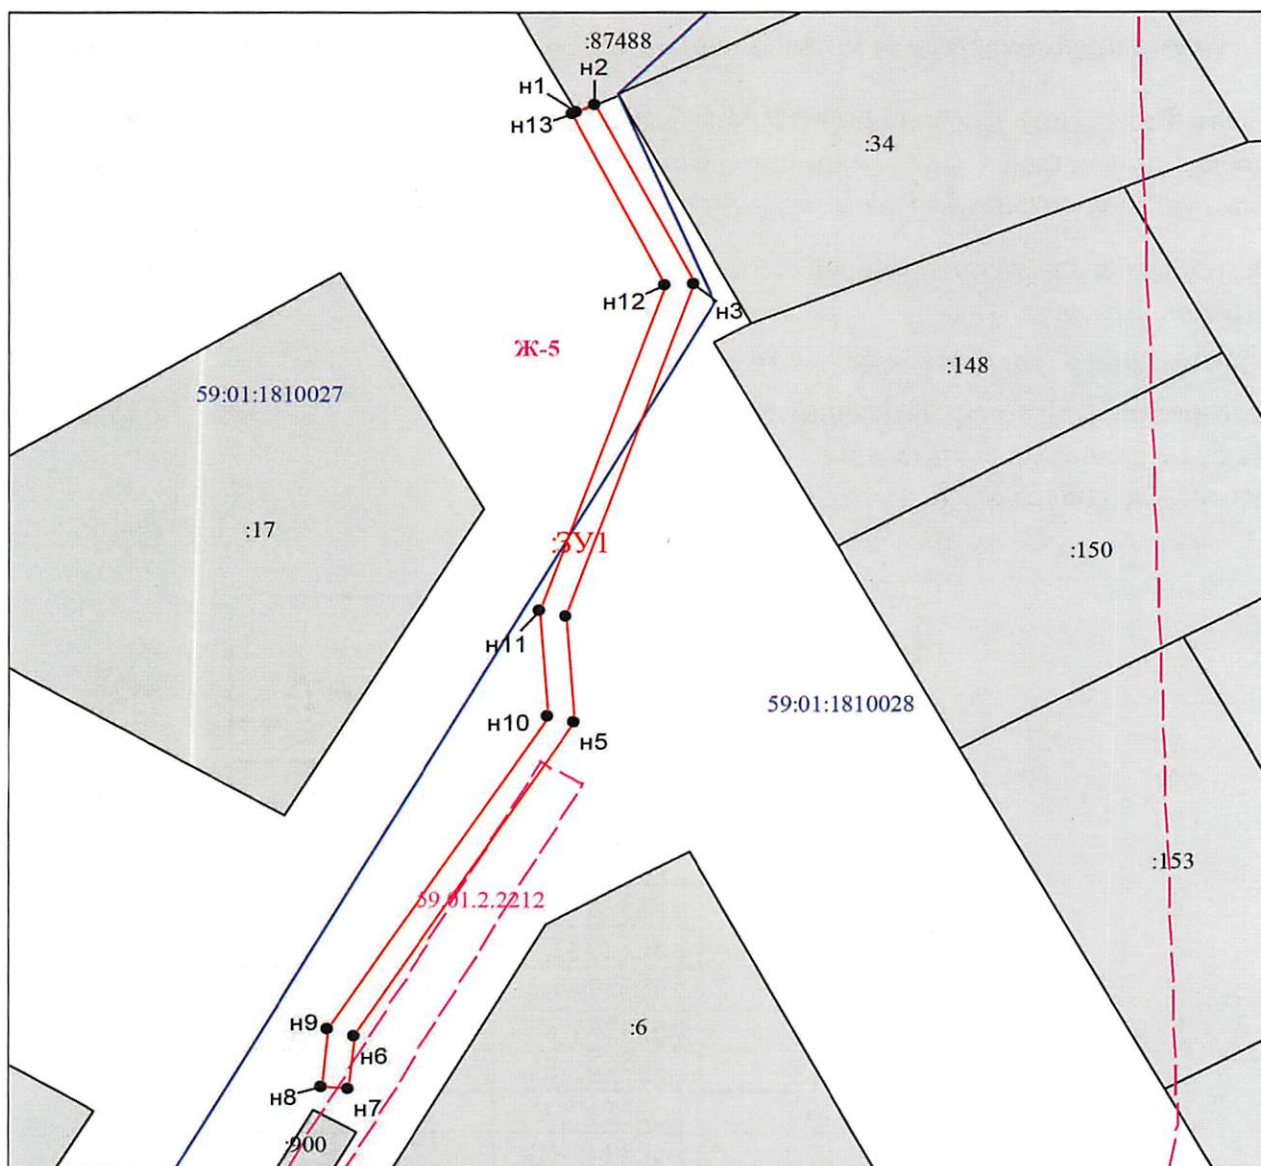 :87488
н2
н1
н13
:34
н12
н3
Ж-5
:148
59:01:1810027
:17
:ЗУ1
:150
н11
59:01:1810028
н10
н5
:153
59.01.2.2212
:6
н9
н6
н8
н7
:900